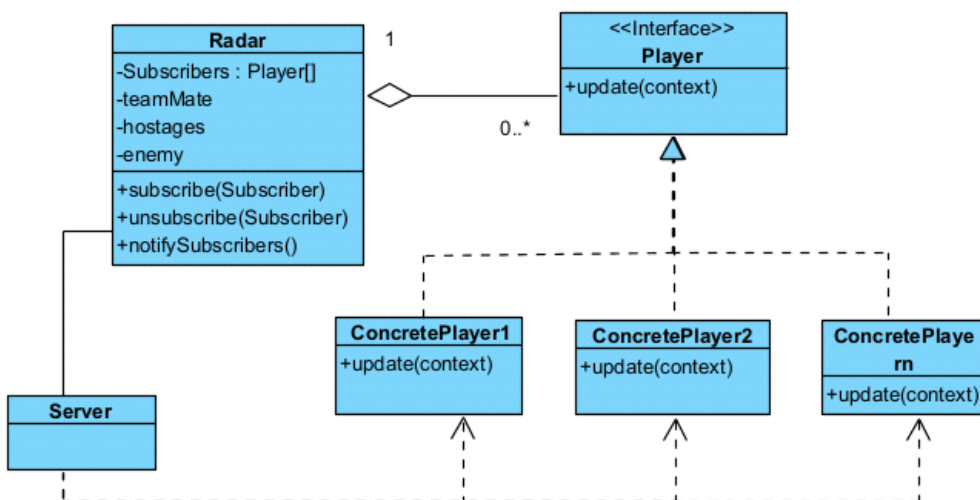 Radar
-Subscribers : Player[]
-teamMate
-hostages
-enemy
+subscribe(Subscriber)
+unsubscribe(Subscriber)
+notifySubscribers()
1
0..*
<<Interface>>
Player
+update(context)
ConcretePlayer1
+update(context)
ConcretePlayer2
+update(context)
ConcretePlaye
rn
+update(context)
Server